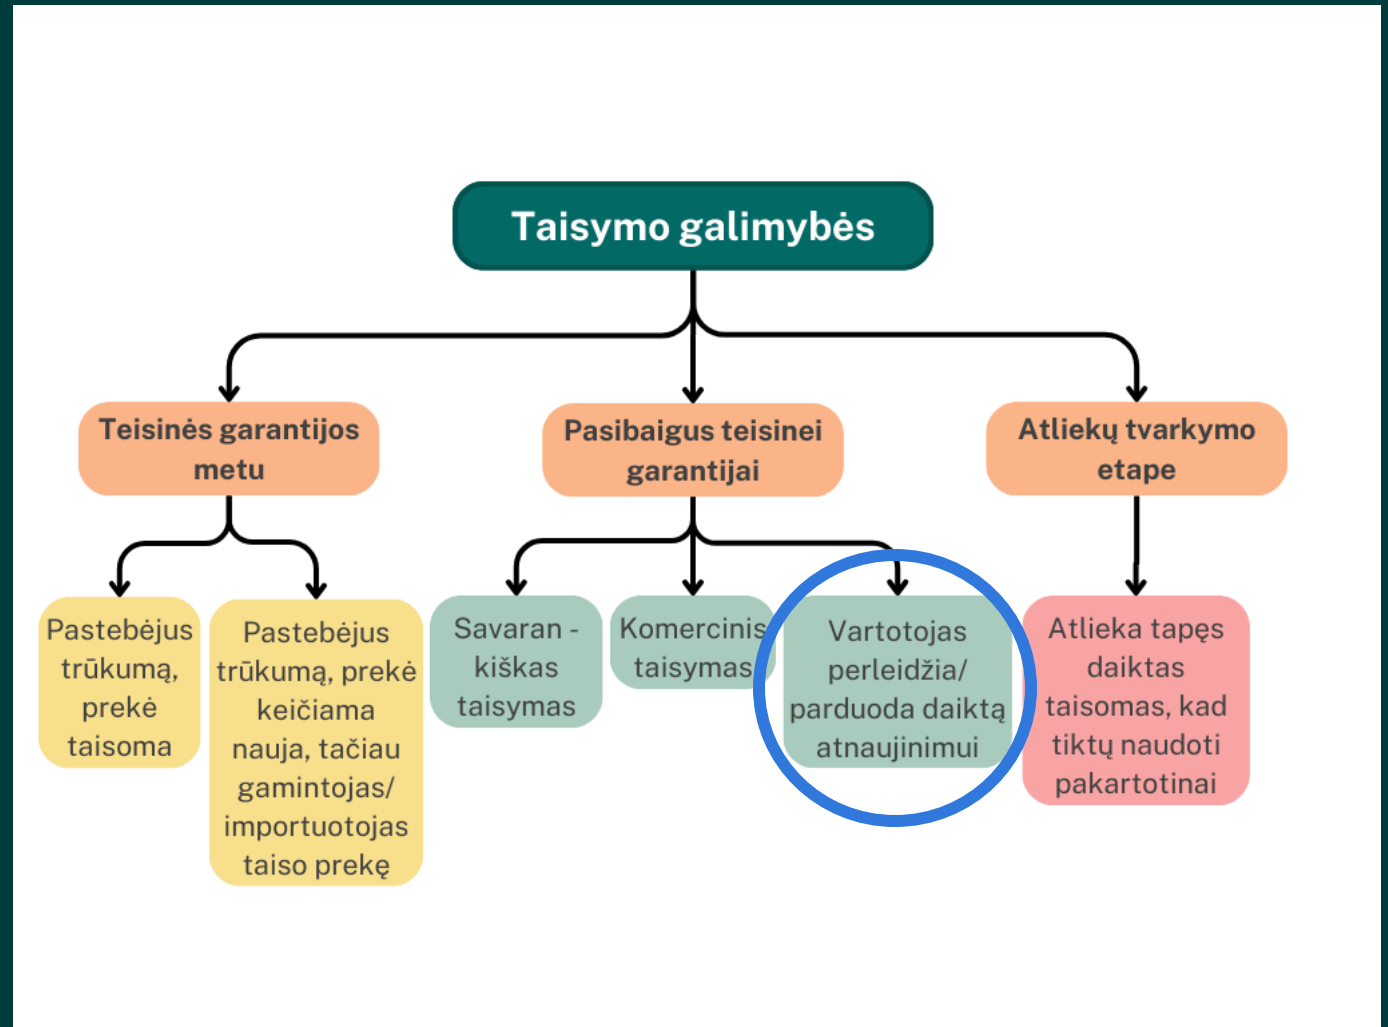 Taisymo galimybės
Teisinės garantijos
metu
Pasibaigus teisinei
garantijai
Atliekų tvarkymo
etape
Pastebėjus
trūkumą,
prekė
taisoma
Pastebėjus
trūkumą, prekė
keičiama
nauja, tačiau
gamintojas/
importuotojas
taiso prekę
Savaran -
kiškas
taisymas
Komercinis
taisymas
Vartotojas
perleidžia/
parduoda daiktą
atnaujinimui
Atlieka tapęs
daiktas
taisomas, kad
tiktų naudoti
pakartotinai